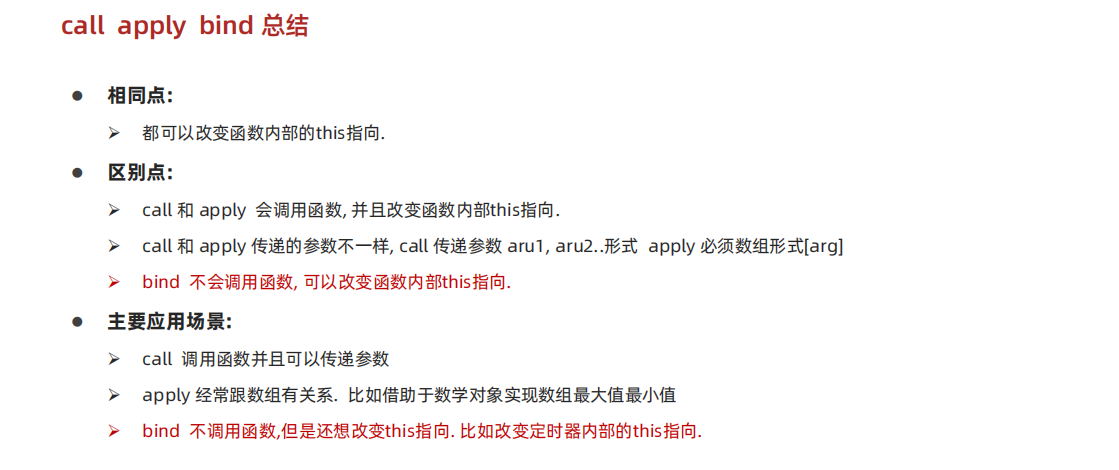 call apply bind 总结
相同点:
都可以改变函数内部的this指向.
区别点:
call 和 apply 会调用函数, 并且改变函数内部this指向.
call 和 apply 传递的参数不一样, call 传递参数 aru1, aru2..形式 apply 必须数组形式[arg]
bind 不会调用函数, 可以改变函数内部this指向.
主要应用场景:
call 调用函数并且可以传递参数
apply 经常跟数组有关系. 比如借助于数学对象实现数组最大值最小值
bind 不调用函数,但是还想改变this指向. 比如改变定时器内部的this指向.